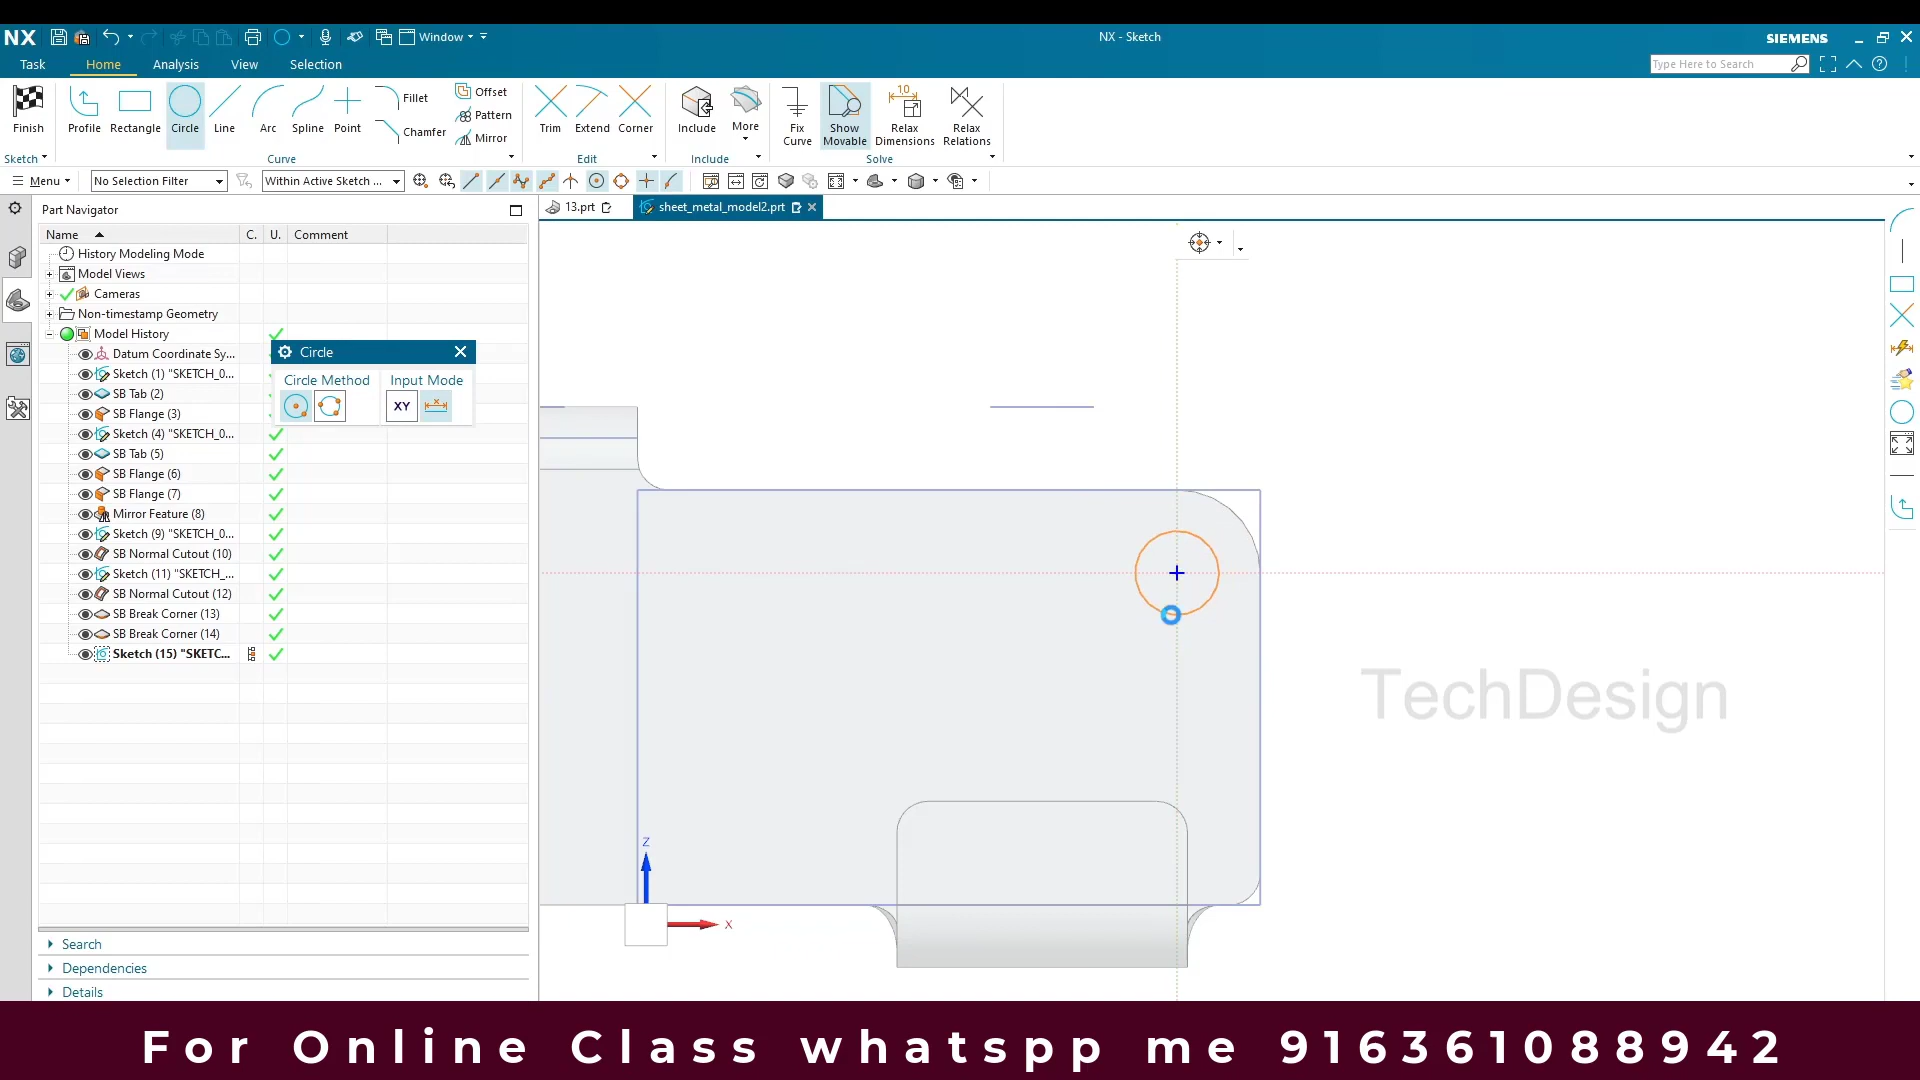 NX
Window
NX - Sketch
SIEMENS
Task
Home
Analysis
View
Selection
Type Here to Search
Finish
Profile
Rectangle
Circle
Line
Arc
Spline
Point
Fillet
Chamfer
Offset
Pattern
Mirror
Trim
Extend
Corner
Include
More
Fix Curve
Show Movable
1,0
Relax Dimensions
Relax Relations
Sketch
Curve
Edit
Include
Solve
Menu
No Selection Filter
Within Active Sketch ...
Part Navigator
13.prt
sheet_metal_model2.prt
Name
C.
U.
Comment
History Modeling Mode
Model Views
Cameras
Non-timestamp Geometry
Model History
Datum Coordinate Sy...
Sketch (1) "SKETCH_0...
SB Tab (2)
SB Flange (3)
Sketch (4) "SKETCH_0...
SB Tab (5)
SB Flange (6)
SB Flange (7)
Mirror Feature (8)
Sketch (9) "SKETCH_0...
SB Normal Cutout (10)
Sketch (11) "SKETCH_...
SB Normal Cutout (12)
SB Break Corner (13)
SB Break Corner (14)
Sketch (15) "SKETC...
Circle
Circle Method
Input Mode
XY
TechDesign
Z
X
Search
Dependencies
Details
For Online Class whatspp me 916361088942